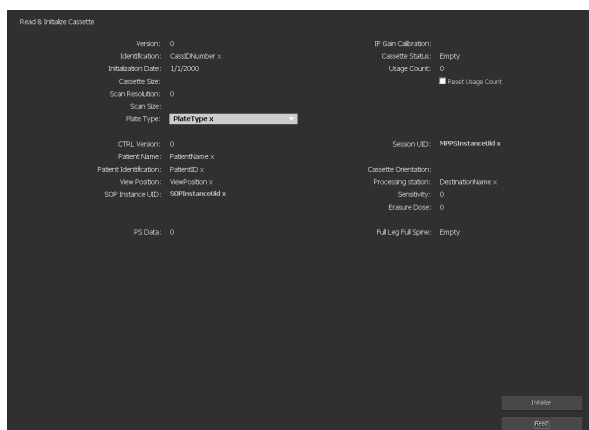 Read & Initialize Cassette
Version: 0
Identification: CassIDNumber x
Initialization Date: 1/1/2000
Cassette Size:
Scan Resolution: 0
Scan Size:
Plate Type: PlateType x
IP Gain Calibration:
Cassette Status: Empty
Usage Count: 0
Reset Usage Count
CTRL Version: 0
Patient Name: PatientName x
Patient Identification: PatientID x
View Position: ViewPosition x
SOP Instance UID: SOPInstanceUid x
Session UID: MPPSInstanceUid x
Cassette Orientation:
Processing station: DestinationName x
Sensitivity: 0
Erasure Dose: 0
PS Data: 0
Full Leg Full Spine: Empty
Initialize
Read